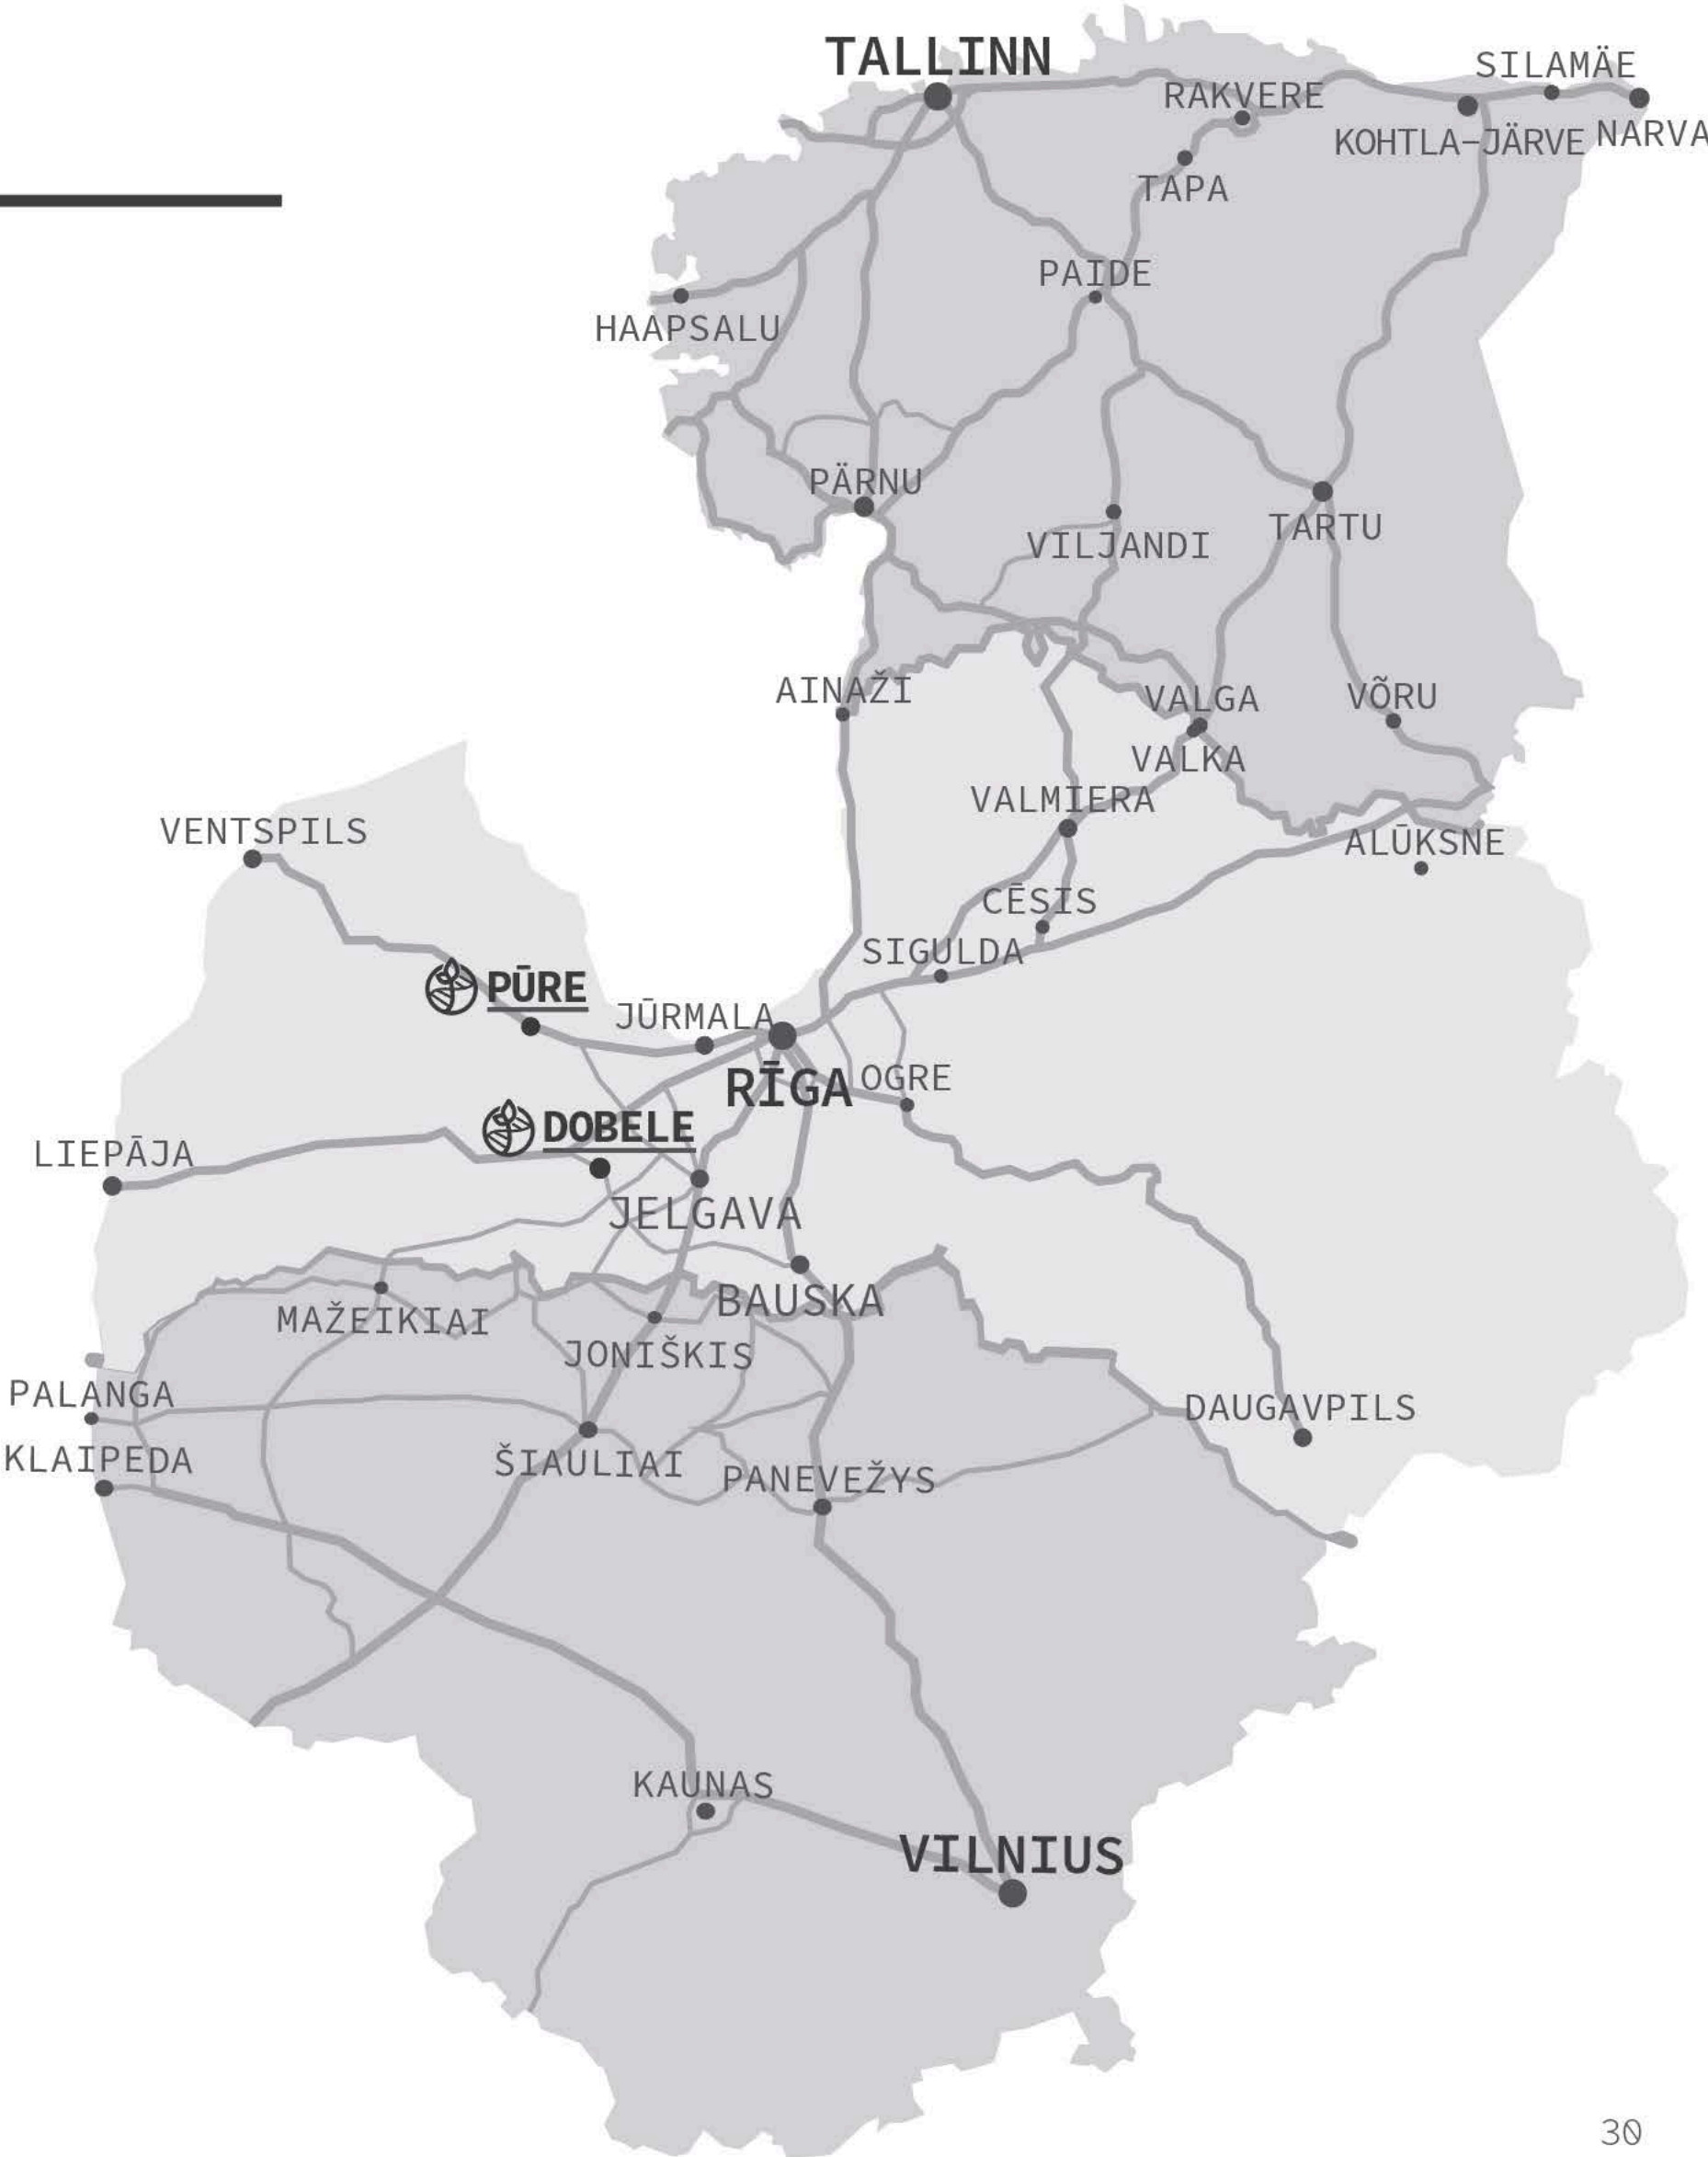 TALLINN
SILAMÄE
RAKVERE
KOHTLA-JÄRVE
NARVA
TAPA
PAIDE
HAAPSALU
PÄRNU
VILJANDI
TARTU
AINAŽI
VALGA
VÕRU
VALKA
VALMIERA
VENTSPILS
ALŪKSNE
CĒSIS
SIGULDA
PŪRE
JŪRMALA
RĪGA
OGRE
DOBELE
LIEPĀJA
JELGAVA
BAUSKA
MAŽEIKIAI
JONIŠKIS
PALANGA
DAUGAVPILS
KLAIPEDA
ŠIAULIAI
PANEVEŽYS
KAUNAS
VILNIUS
30